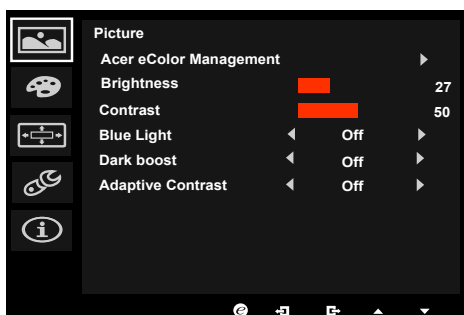 Picture
Acer eColor Management
Brightness 27
Contrast 50
Blue Light Off
Dark boost Off
Adaptive Contrast Off